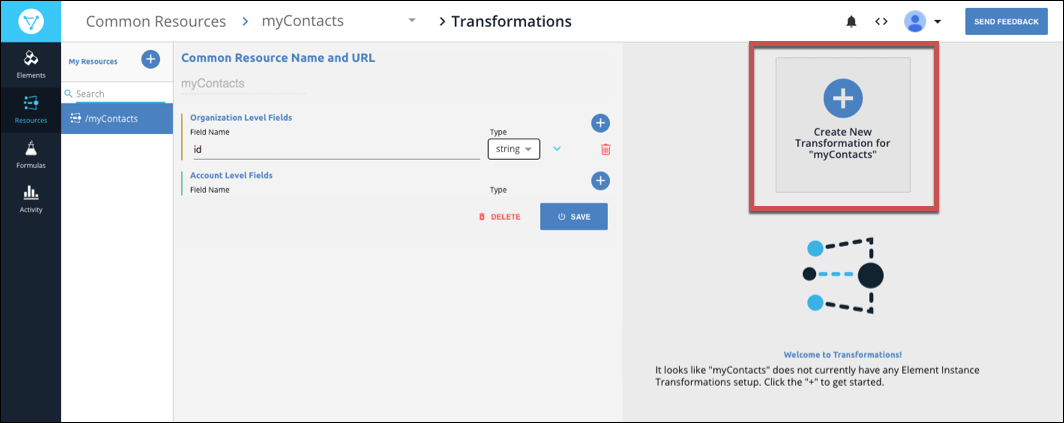 Common Resources > myContacts > Transformations
SEND FEEDBACK
Elements
Resources
Formulas
Activity
My Resources
Search
/myContacts
Common Resource Name and URL
myContacts
Organization Level Fields
Field Name Type
id string
Account Level Fields
Field Name Type
DELETE SAVE
Create New
Transformation for
"myContacts"
Welcome to Transformations!
It looks like "myContacts" does not currently have any Element Instance
Transformations setup. Click the "+" to get started.